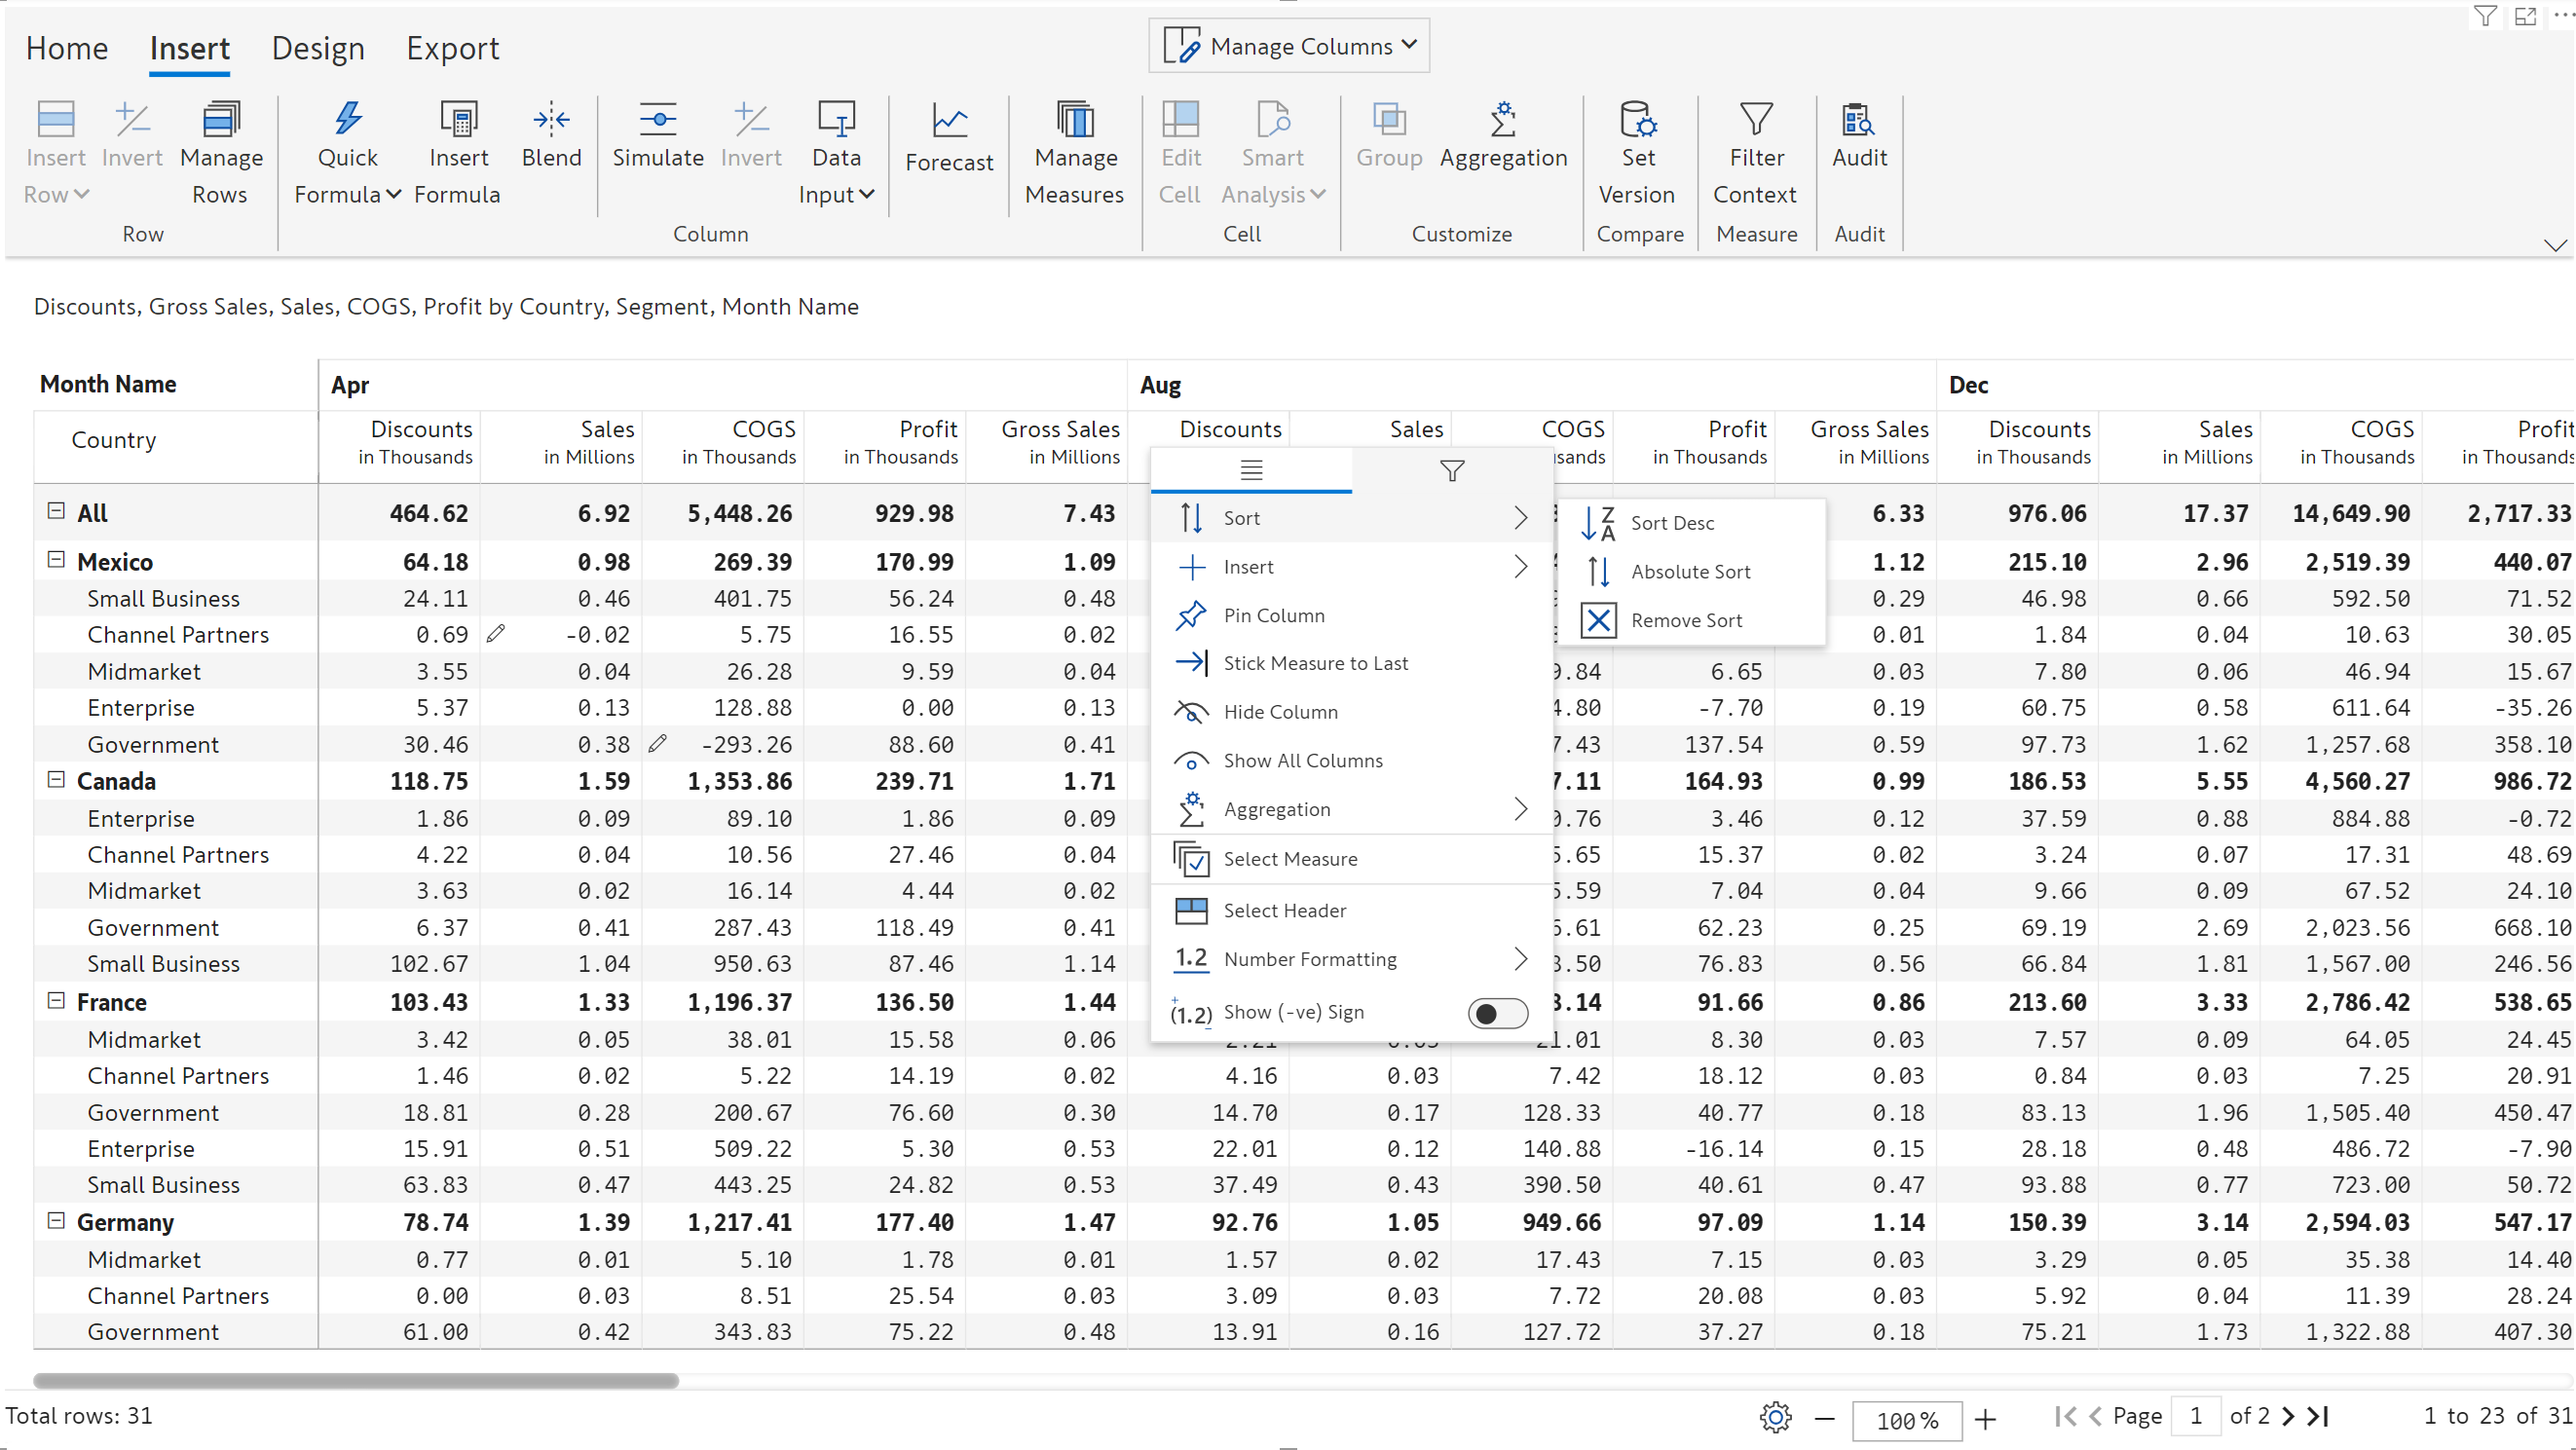 Home Insert Design Export
Manage Columns
Insert Row
Invert
Manage Rows
Quick Formula
Insert Formula
Blend
Simulate
Invert
Data Input
Forecast
Manage Measures
Edit Cell
Smart Analysis
Group
Aggregation
Set Version
Filter Context
Audit
Row Column Cell Customize Compare Measure Audit
Discounts, Gross Sales, Sales, COGS, Profit by Country, Segment, Month Name
Month Name Apr Aug Dec
Country Discounts Sales COGS Profit Gross Sales Discounts Sales COGS Profit Gross Sales Discounts Sales COGS Profit
in Thousands in Millions in Thousands in Thousands in Millions in Thousands in Millions in Thousands in Millions in Thousands in Thousands
All 464.62 6.92 5,448.26 929.98 7.43 6.33 976.06 17.37 14,649.90 2,717.33
Mexico 64.18 0.98 269.39 170.99 1.09 1.12 215.10 2.96 2,519.39 440.07
Small Business 24.11 0.46 401.75 56.24 0.48 0.29 46.98 0.66 592.50 71.52
Channel Partners 0.69 -0.02 5.75 16.55 0.02 0.01 1.84 0.04 10.63 30.05
Midmarket 3.55 0.04 26.28 9.59 0.04 6.65 0.03 7.80 0.06 46.94 15.67
Enterprise 5.37 0.13 128.88 0.00 0.13 -7.70 0.19 60.75 0.58 611.64 -35.26
Government 30.46 0.38 -293.26 88.60 0.41 137.54 0.59 97.73 1.62 1,257.68 358.10
Canada 118.75 1.59 1,353.86 239.71 1.71 164.93 0.99 186.53 5.55 4,560.27 986.72
Enterprise 1.86 0.09 89.10 1.86 0.09 3.46 0.12 37.59 0.88 884.88 -0.72
Channel Partners 4.22 0.04 10.56 27.46 0.04 15.37 0.02 3.24 0.07 17.31 48.69
Midmarket 3.63 0.02 16.14 4.44 0.02 7.04 0.04 9.66 0.09 67.52 24.10
Government 6.37 0.41 287.43 118.49 0.41 62.23 0.25 69.19 2.69 2,023.56 668.10
Small Business 102.67 1.04 950.63 87.46 1.14 76.83 0.56 66.84 1.81 1,567.00 246.56
France 103.43 1.33 1,196.37 136.50 1.44 91.66 0.86 213.60 3.33 2,786.42 538.65
Midmarket 3.42 0.05 38.01 15.58 0.06 21.01 8.30 0.03 7.57 0.09 64.05 24.45
Channel Partners 1.46 0.02 5.22 14.19 0.02 4.16 0.03 7.42 18.12 0.03 0.84 0.03 7.25 20.91
Government 18.81 0.28 200.67 76.60 0.30 14.70 0.17 128.33 40.77 0.18 83.13 1.96 1,505.40 450.47
Enterprise 15.91 0.51 509.22 5.30 0.53 22.01 0.12 140.88 -16.14 0.15 28.18 0.48 486.72 -7.90
Small Business 63.83 0.47 443.25 24.82 0.53 37.49 0.43 390.50 40.61 0.47 93.88 0.77 723.00 50.72
Germany 78.74 1.39 1,217.41 177.40 1.47 92.76 1.05 949.66 97.09 1.14 150.39 3.14 2,594.03 547.17
Midmarket 0.77 0.01 5.10 1.78 0.01 1.57 0.02 17.43 7.15 0.03 3.29 0.05 35.38 14.40
Channel Partners 0.00 0.03 8.51 25.54 0.03 3.09 0.03 7.72 20.08 0.03 5.92 0.04 11.39 28.24
Government 61.00 0.42 343.83 75.22 0.48 13.91 0.16 127.72 37.27 0.18 75.21 1.73 1,322.88 407.30
Sort
Insert
Pin Column
Stick Measure to Last
Hide Column
Show All Columns
Aggregation
Select Measure
Select Header
1.2 Number Formatting
(1.2) Show (-ve) Sign
Sort Desc
Absolute Sort
Remove Sort
Total rows: 31
100 %
Page 1 of 2
1 to 23 of 31